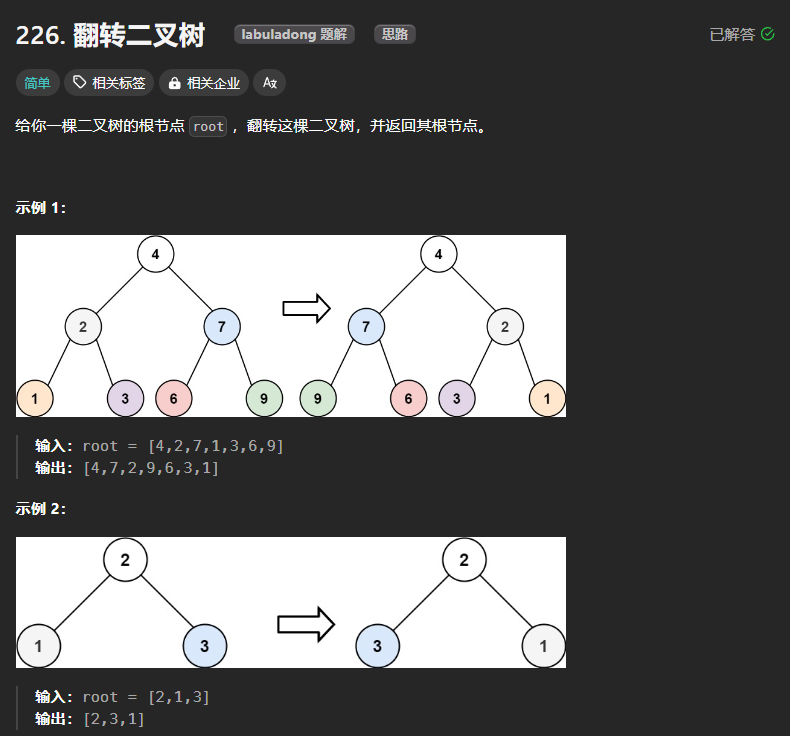 226. 翻转二叉树 labuladong 题解 思路 已解答
简单 相关标签 相关企业 A文
给你一棵二叉树的根节点 root ，翻转这棵二叉树，并返回其根节点。
示例 1：
4 4
2 7 7 2
1 3 6 9 9 6 3 1
输入：root = [4,2,7,1,3,6,9]
输出：[4,7,2,9,6,3,1]
示例 2：
2 2
1 3 3 1
输入：root = [2,1,3]
输出：[2,3,1]